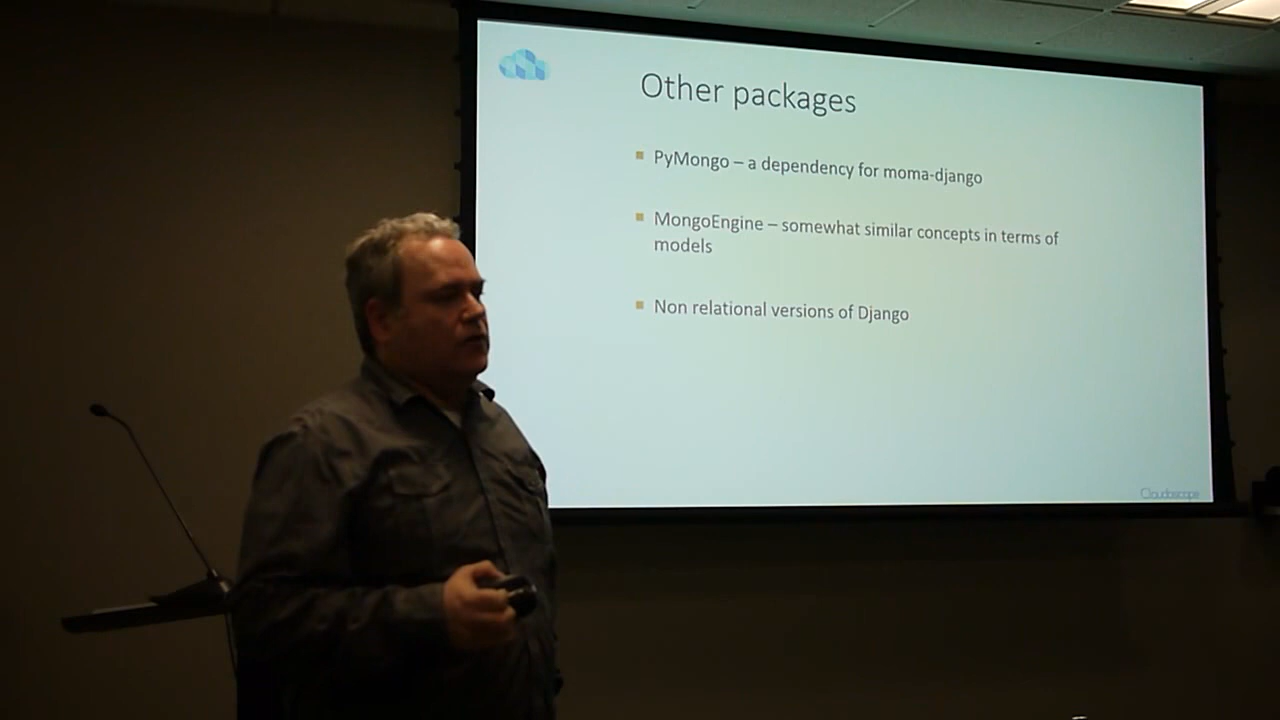 Other packages
PyMongo – a dependency for moma-django
MongoEngine – somewhat similar concepts in terms of
models
Non relational versions of Django
Cloudoscope